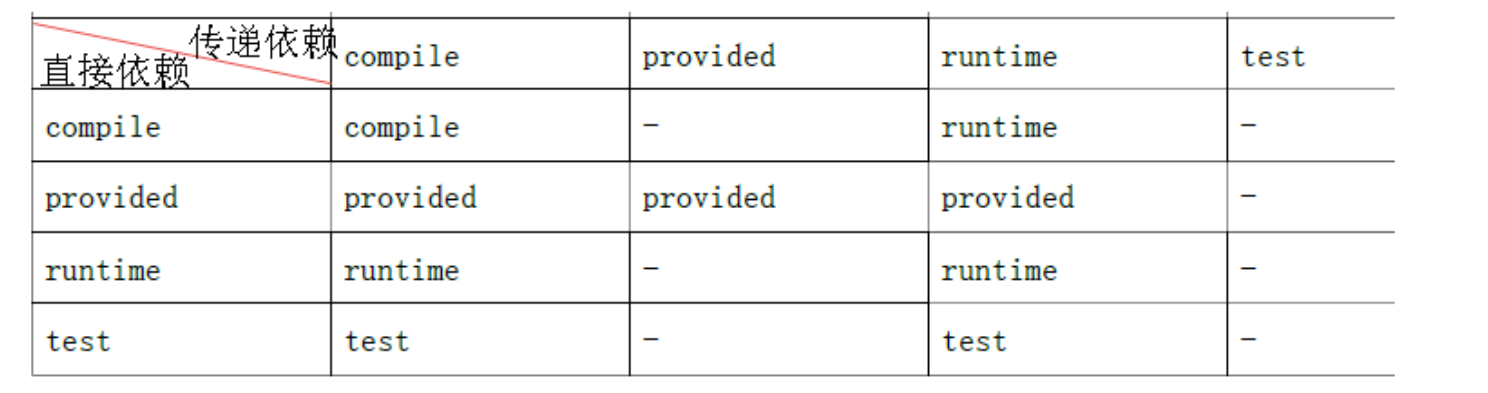 传递依赖
直接依赖 compile provided runtime test
compile compile - runtime -
provided provided provided provided -
runtime runtime - runtime -
test test - test -